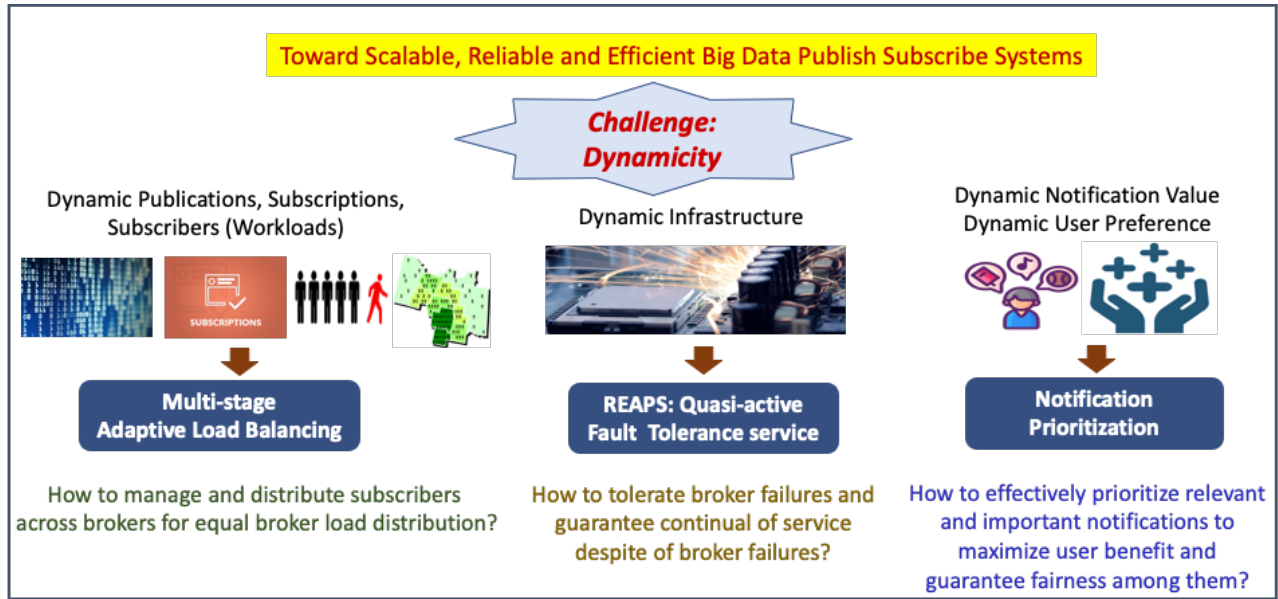 Toward Scalable, Reliable and Efficient Big Data Publish Subscribe Systems
Challenge:
Dynamicity
Dynamic Publications, Subscriptions,
Subscribers (Workloads)
SUBSCRIPTIONS
Multi-stage
Adaptive Load Balancing
How to manage and distribute subscribers
across brokers for equal broker load distribution?
Dynamic Infrastructure
REAPS: Quasi-active
Fault Tolerance service
How to tolerate broker failures and
guarantee continual of service
despite of broker failures?
Dynamic Notification Value
Dynamic User Preference
Notification
Prioritization
How to effectively prioritize relevant
and important notifications to
maximize user benefit and
guarantee fairness among them?